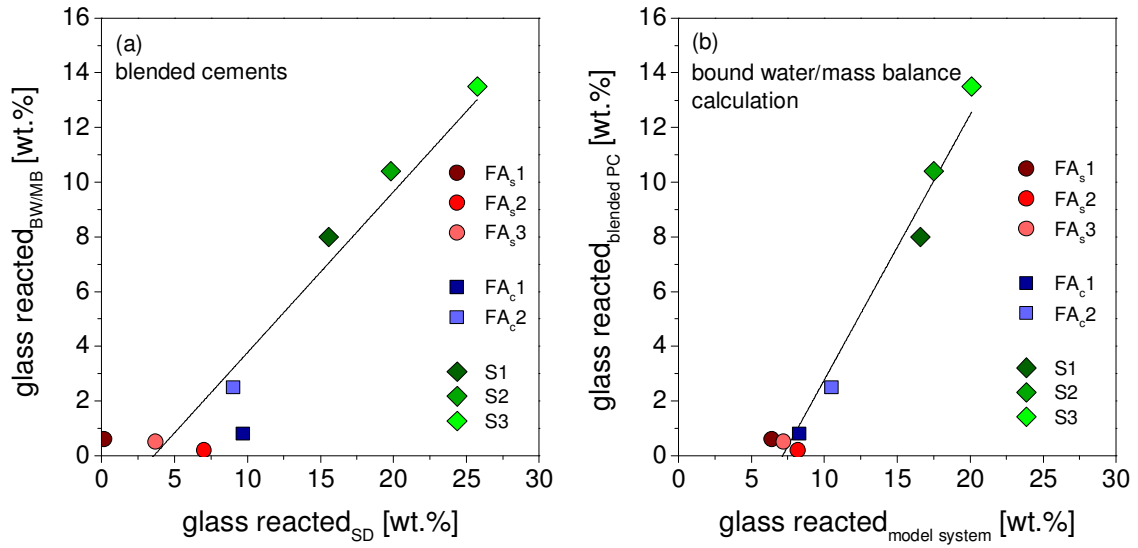 (a)
blended cements
glass reacted_BW/MB [wt.%]
16
14
12
10
8
6
4
2
0
FA_s1
FA_s2
FA_s3
FA_c1
FA_c2
S1
S2
S3
0 5 10 15 20 25 30
glass reacted_SD [wt.%]
(b)
bound water/mass balance
calculation
glass reacted_blended PC [wt.%]
16
14
12
10
8
6
4
2
0
FA_s1
FA_s2
FA_s3
FA_c1
FA_c2
S1
S2
S3
0 5 10 15 20 25 30
glass reacted_model system [wt.%]